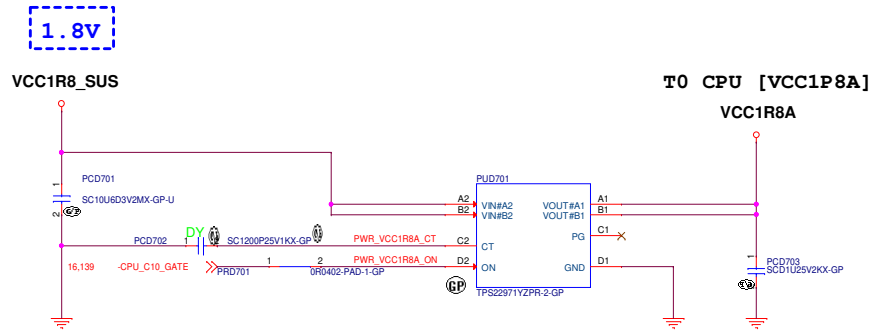 1.8V
VCC1R8_SUS
T0 CPU [VCC1P8A]
VCC1R8A
PCD701
1
SC10U6D3V2MX-GP-U
2
PUD701
A2 VIN#A2 VOUT#A1 A1
B2 VIN#B2 VOUT#B1 B1
PG C1
DY
PCD702 1 SC1200P25V1KX-GP PWR_VCC1R8A_CT C2 CT
16,139 -CPU_C10_GATE PRD701 1 2 0R0402-PAD-1-GP PWR_VCC1R8A_ON D2 ON GND D1
GP
TPS22971YZPR-2-GP
PCD703
1
SCD1U25V2KX-GP
2